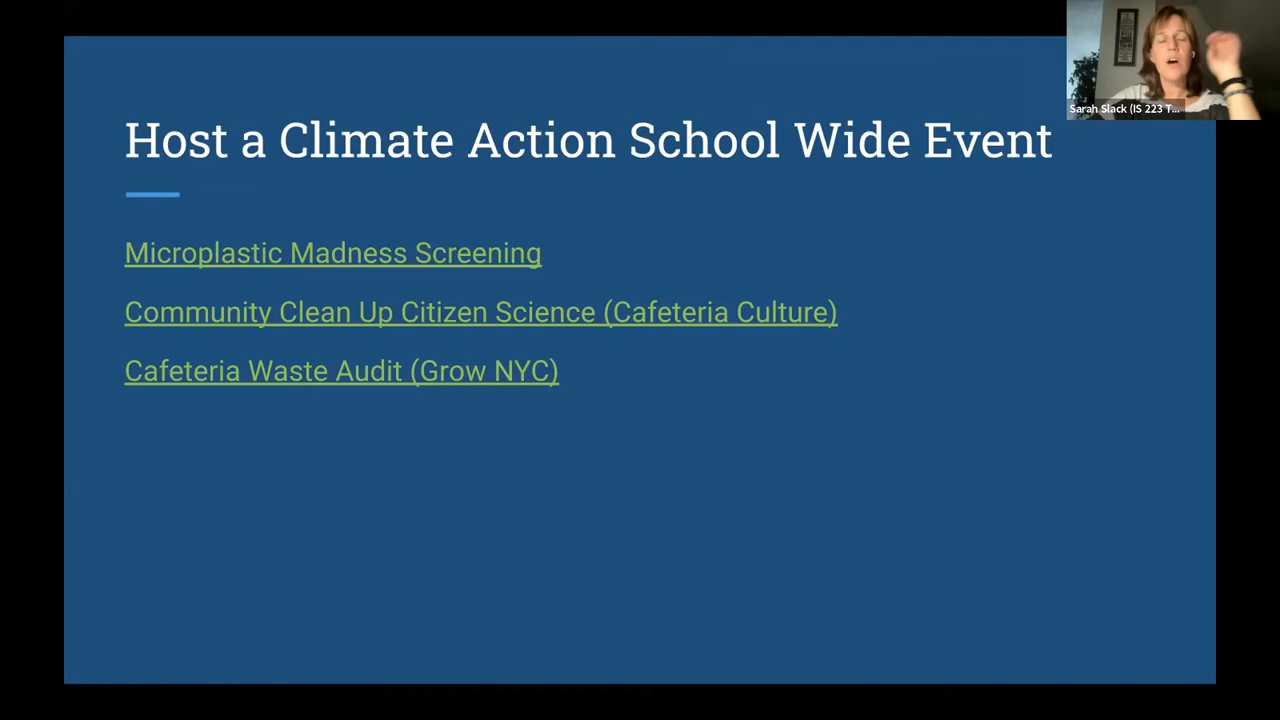 Host a Climate Action School Wide Event
Microplastic Madness Screening
Community Clean Up Citizen Science (Cafeteria Culture)
Cafeteria Waste Audit (Grow NYC)
Sarah Slack (IS 223 T...